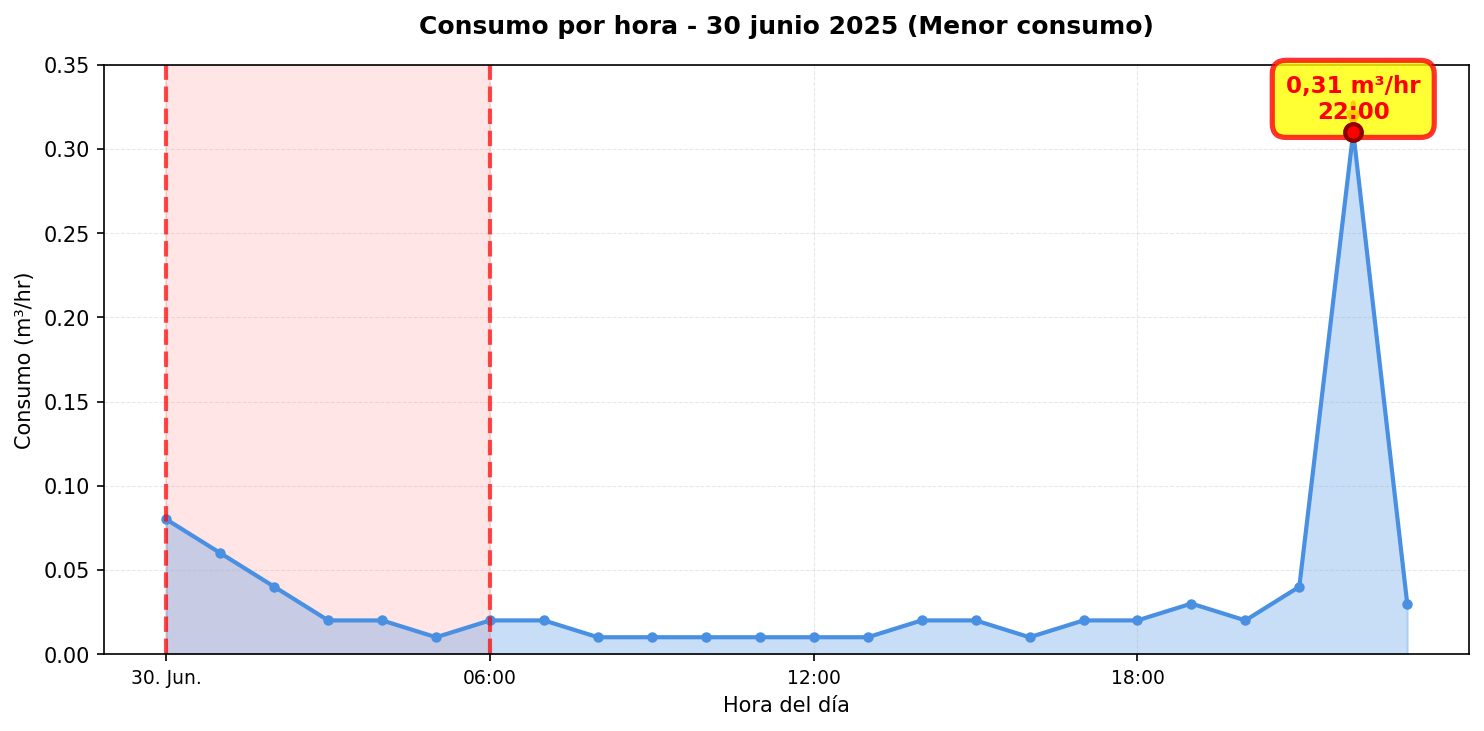 Consumo por hora - 30 junio 2025 (Menor consumo)
0,31 m³/hr
22:00
Consumo (m³/hr)
0.35
0.30
0.25
0.20
0.15
0.10
0.05
0.00
30. Jun.
06:00
12:00
18:00
Hora del día